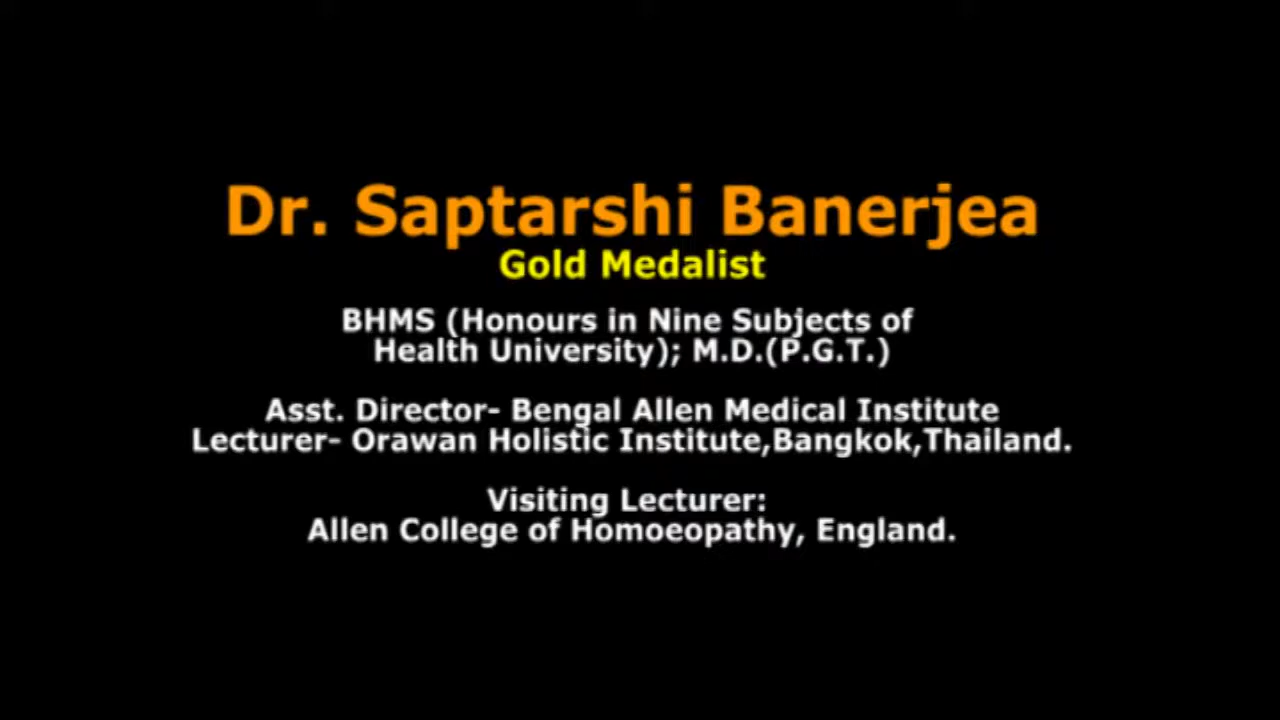 Dr. Saptarshi Banerjea
Gold Medalist
BHMS (Honours in Nine Subjects of
Health University); M.D.(P.G.T.)
Asst. Director- Bengal Allen Medical Institute
Lecturer- Orawan Holistic Institute,Bangkok,Thailand.
Visiting Lecturer:
Allen College of Homoeopathy, England.